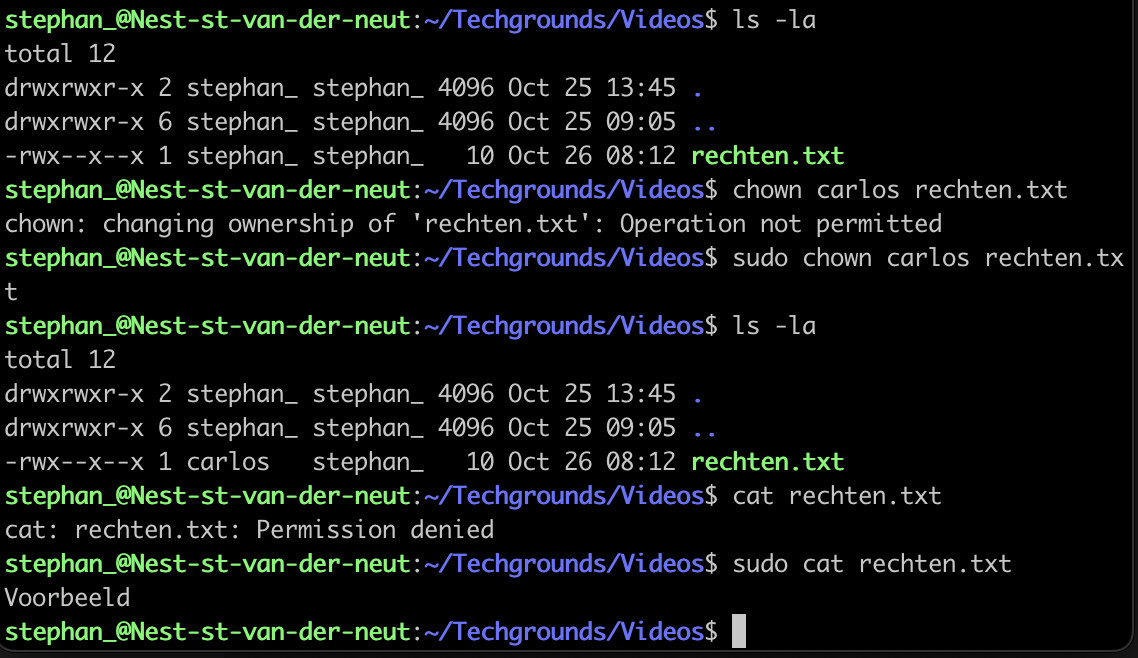 stephan_@Nest-st-van-der-neut:~/Techgrounds/Videos$ ls -la
total 12
drwxrwxr-x 2 stephan_ stephan_ 4096 Oct 25 13:45 .
drwxrwxr-x 6 stephan_ stephan_ 4096 Oct 25 09:05 ..
-rwx--x--x 1 stephan_ stephan_   10 Oct 26 08:12 rechten.txt
stephan_@Nest-st-van-der-neut:~/Techgrounds/Videos$ chown carlos rechten.txt
chown: changing ownership of 'rechten.txt': Operation not permitted
stephan_@Nest-st-van-der-neut:~/Techgrounds/Videos$ sudo chown carlos rechten.tx
t
stephan_@Nest-st-van-der-neut:~/Techgrounds/Videos$ ls -la
total 12
drwxrwxr-x 2 stephan_ stephan_ 4096 Oct 25 13:45 .
drwxrwxr-x 6 stephan_ stephan_ 4096 Oct 25 09:05 ..
-rwx--x--x 1 carlos   stephan_   10 Oct 26 08:12 rechten.txt
stephan_@Nest-st-van-der-neut:~/Techgrounds/Videos$ cat rechten.txt
cat: rechten.txt: Permission denied
stephan_@Nest-st-van-der-neut:~/Techgrounds/Videos$ sudo cat rechten.txt
Voorbeeld
stephan_@Nest-st-van-der-neut:~/Techgrounds/Videos$